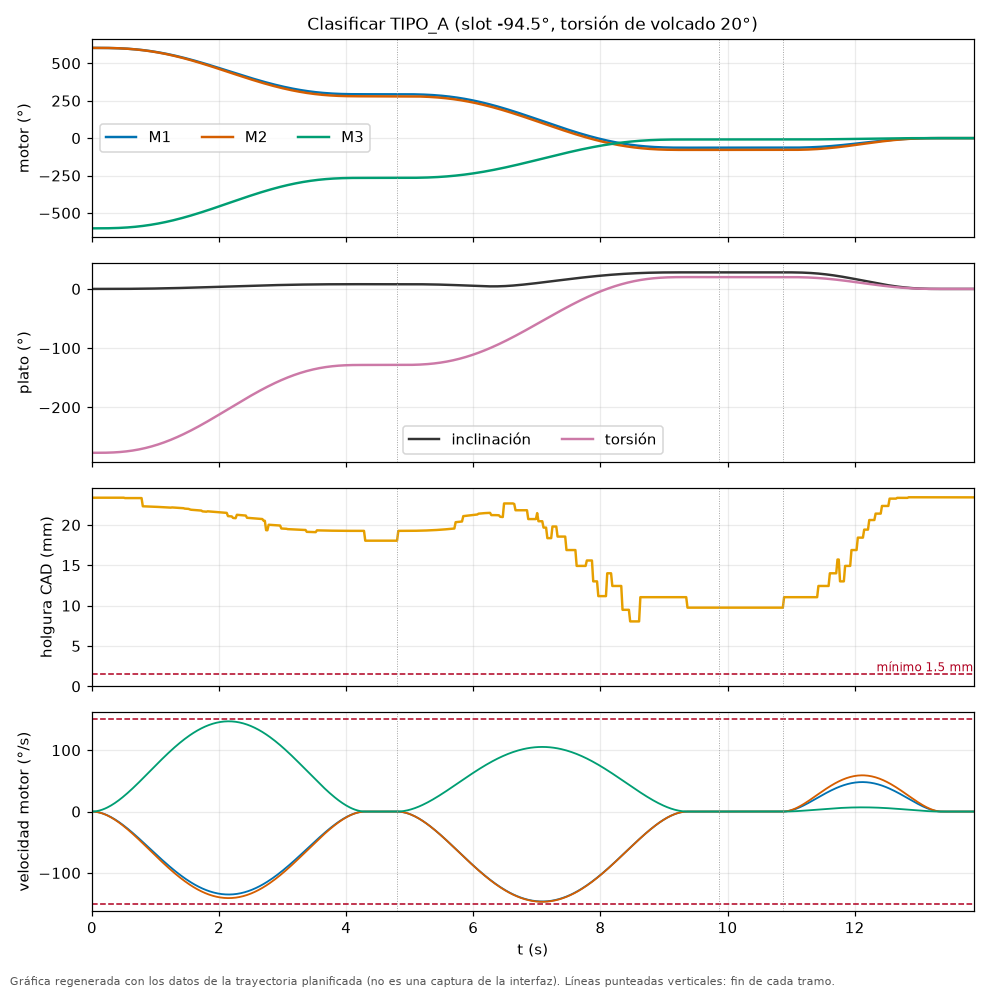 Clasificar TIPO_A (slot -94.5°, torsión de volcado 20°)
motor (°)
500
250
0
−250
−500
M1 M2 M3
plato (°)
0
−100
−200
inclinación torsión
holgura CAD (mm)
20
15
10
5
0
mínimo 1.5 mm
velocidad motor (°/s)
100
0
−100
0 2 4 6 8 10 12
t (s)
Gráfica regenerada con los datos de la trayectoria planificada (no es una captura de la interfaz). Líneas punteadas verticales: fin de cada tramo.